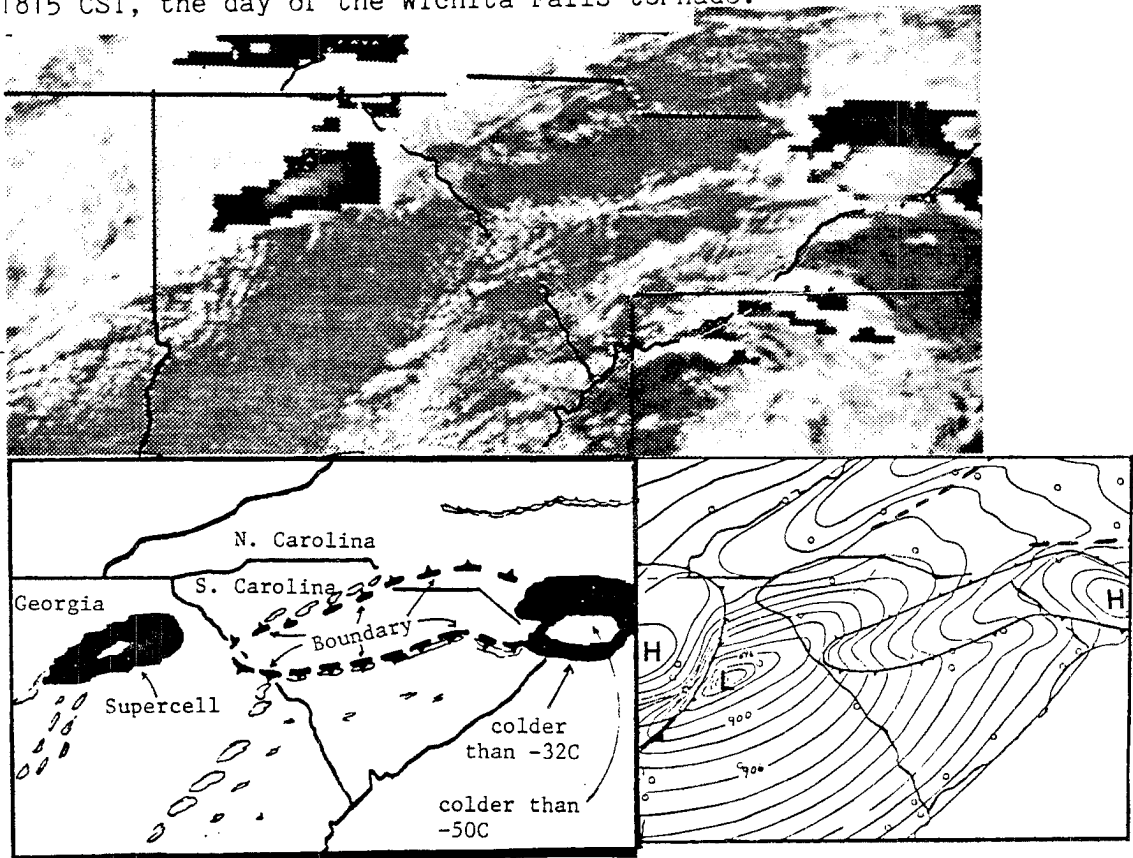 1815 CST, the day of the Wichita Falls tornado.
N. Carolina
S. Carolina
Georgia
Boundary
Supercell
colder
than -32C
colder than
-50C
H
L
H
900
906